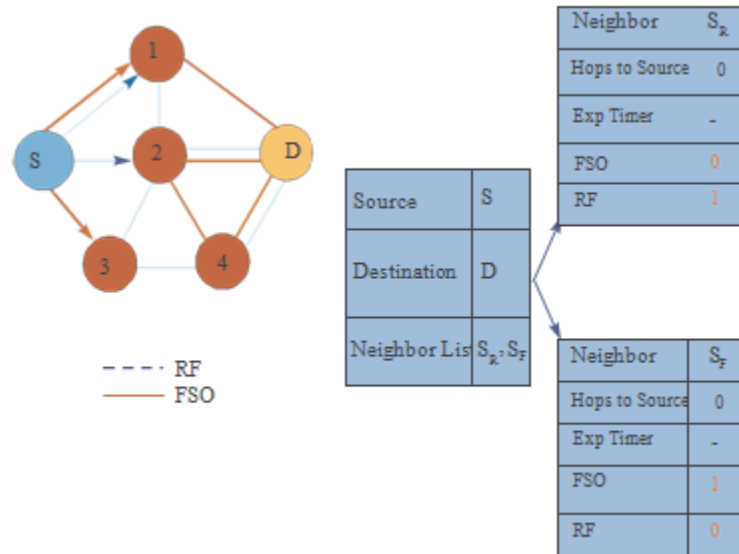 1
S
2
D
3
4
RF
FSO
Source S
Destination D
Neighbor Lis S_R, S_F
Neighbor S_R
Hops to Source 0
Exp Timer -
FSO 0
RF 1
Neighbor S_F
Hops to Source 0
Exp Timer -
FSO 1
RF 0